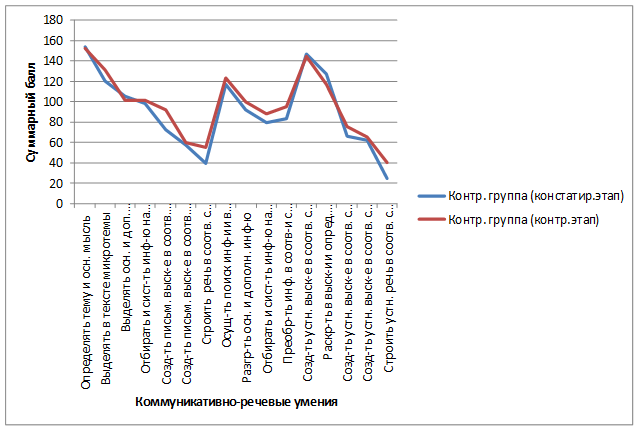 180
160
140
120
100
80
60
40
20
0
Суммарный балл
Определять тему и осн. мысль
Выделять в тексте микротемы
Выделять осн. и доп....
Отбирать и сист-ть инф-ю на...
Созд-ть письм. выск-е в соотв....
Созд-ть письм. выск-е в соотв....
Строить речь в соотв. с...
Осущ-ть поиск инф-ии в...
Разгр-ть осн. и дополн. инф-ю
Отбирать и сист-ть инф-ю на...
Преобр-ть инф. в соотв-и с...
Созд-ть устн. выск-е в соотв. с...
Раскр-ть в выск-ии опред....
Созд-ть устн. выск-е в соотв. с...
Созд-ть устн. выск-е в соотв. с...
Строить устн. речь в соотв. с...
Коммуникативно-речевые умения
Контр. группа (констатир.этап)
Контр. группа (контр.этап)